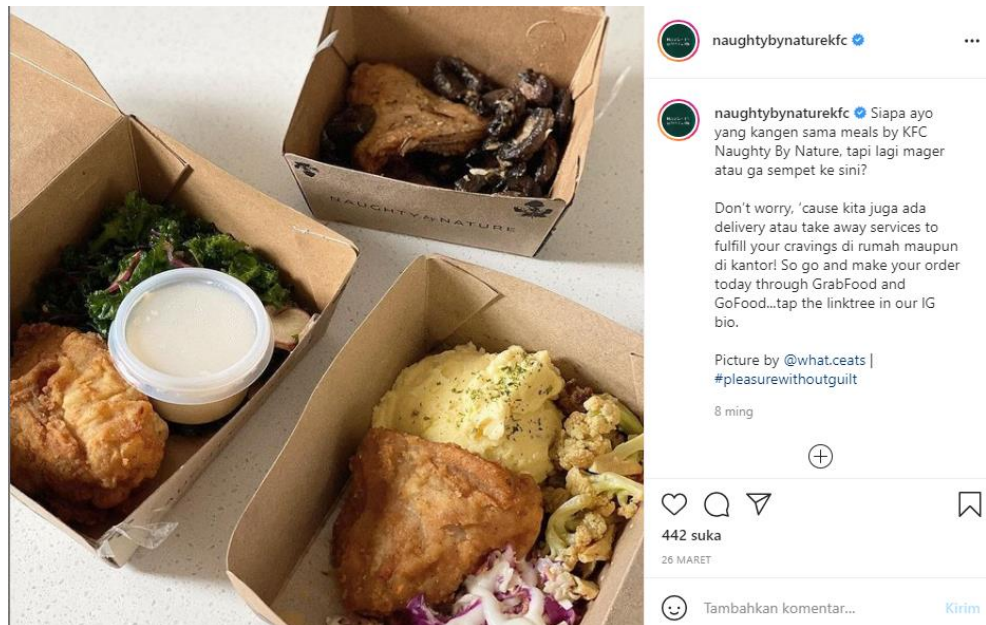 NAUGHTY by NATURE
naughtybynaturekfc
naughtybynaturekfc Siapa ayo
yang kangen sama meals by KFC
Naughty By Nature, tapi lagi mager
atau ga sempet ke sini?
Don't worry, 'cause kita juga ada
delivery atau take away services to
fulfill your cravings di rumah maupun
di kantor! So go and make your order
today through GrabFood and
GoFood...tap the linktree in our IG
bio.
Picture by @what.ceats |
#pleasurewithoutguilt
8 ming
442 suka
26 MARET
Tambahkan komentar...
Kirim